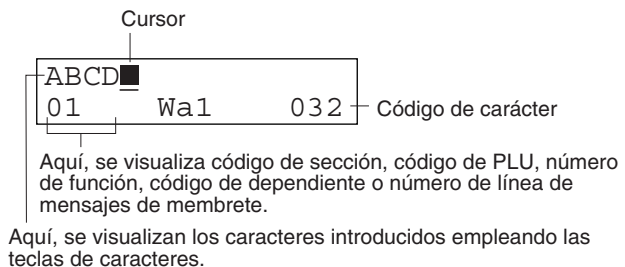 Cursor
ABCD
01 Wa1 032
Código de carácter
Aquí, se visualiza código de sección, código de PLU, número
de función, código de dependiente o número de línea de
mensajes de membrete.
Aquí, se visualizan los caracteres introducidos empleando las
teclas de caracteres.